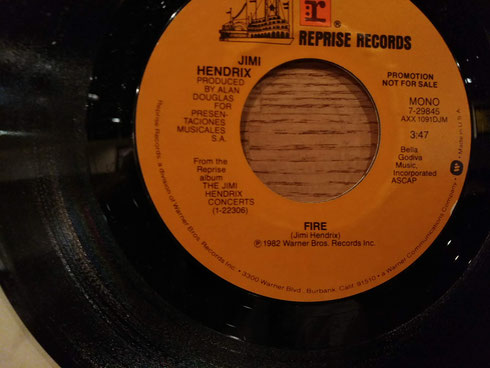 r ®
REPRISE RECORDS
JIMI
HENDRIX
PRODUCED
BY ALAN
DOUGLAS
FOR
PRESEN-
TACIONES
MUSICALES
S.A.
From the
Reprise
album
THE JIMI
HENDRIX
CONCERTS
(1-22306)
PROMOTION
NOT FOR SALE
MONO
7-29845
AXX 1091DJM
3:47
Bella
Godiva
Music,
Incorporated
ASCAP
FIRE
(Jimi Hendrix)
℗ 1982 Warner Bros. Records Inc.
Reprise Records, a division of Warner Bros. Records Inc. • 3300 Warner Blvd., Burbank, Calif. 91510 • a Warner Communications Company • Made in U.S.A.